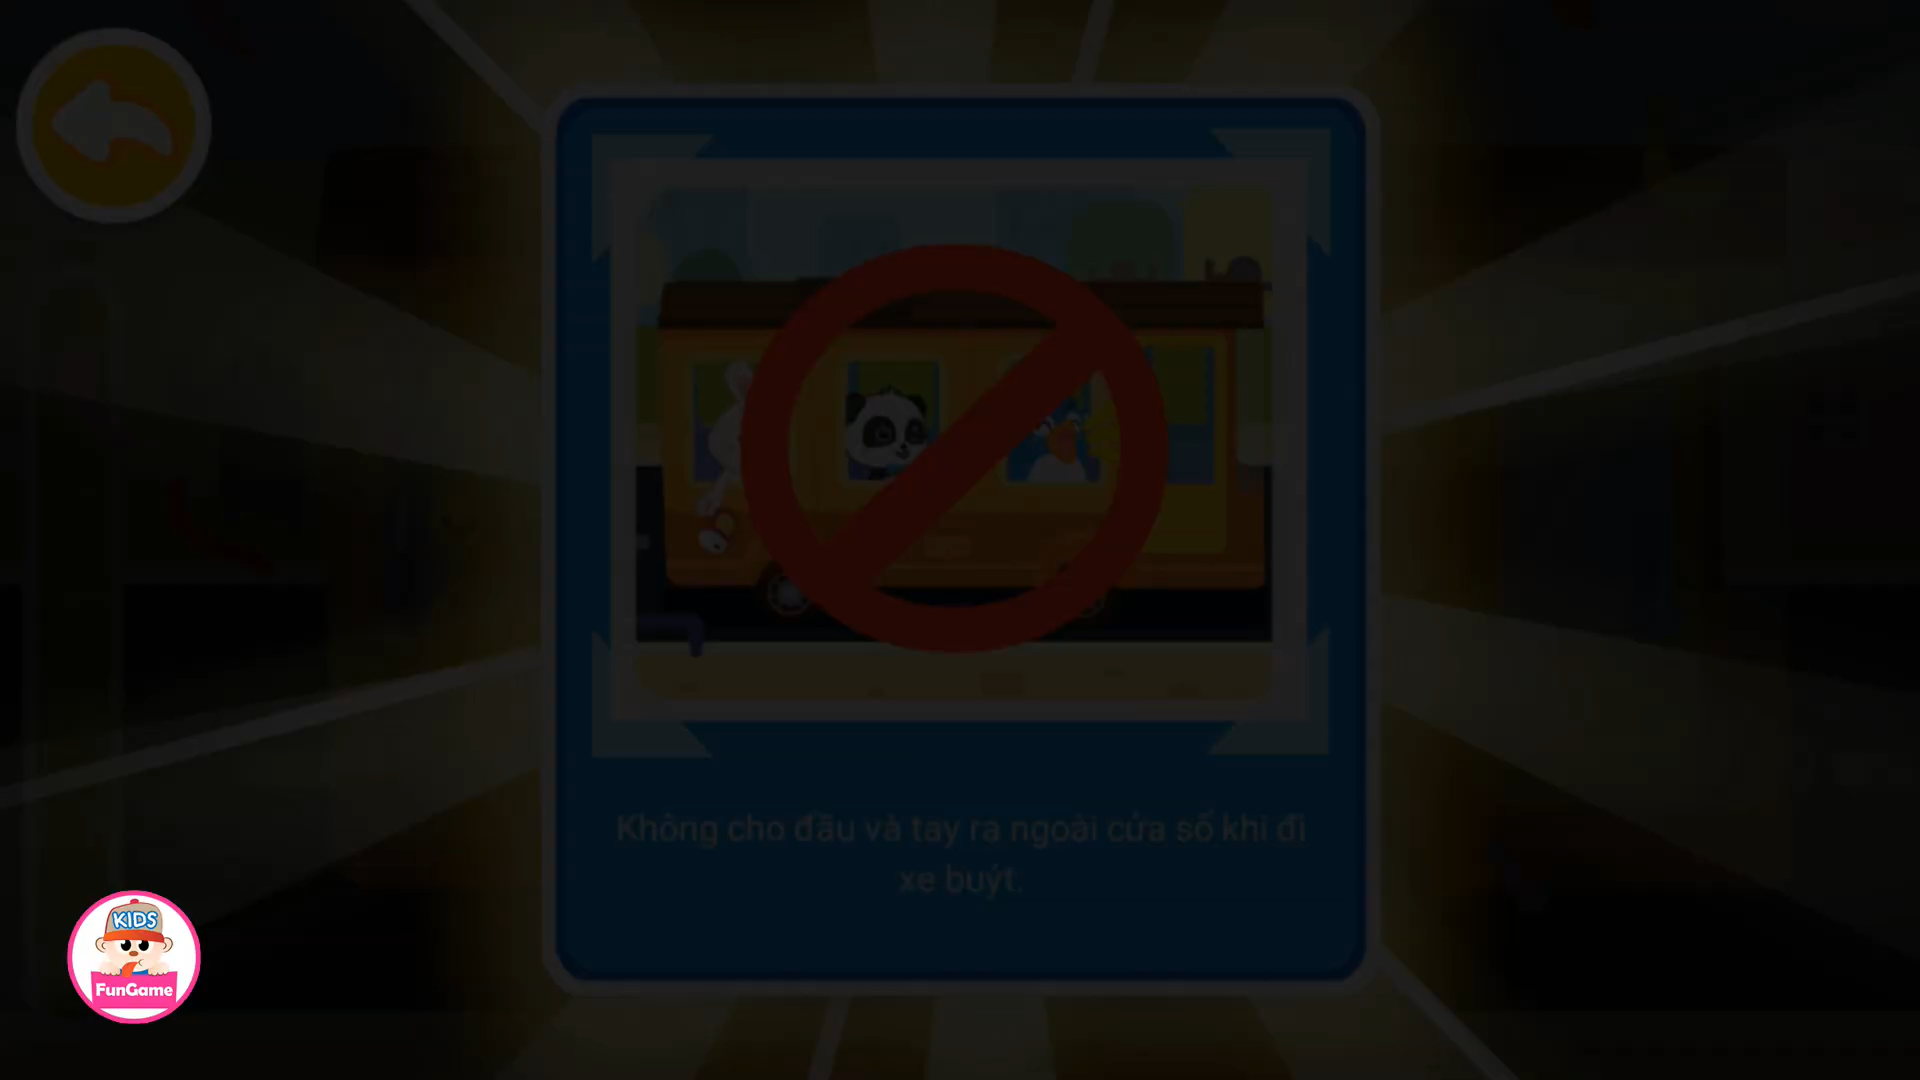 Không cho đầu và tay ra ngoài cửa sổ khi đi
xe buýt.
KIDS
FunGame